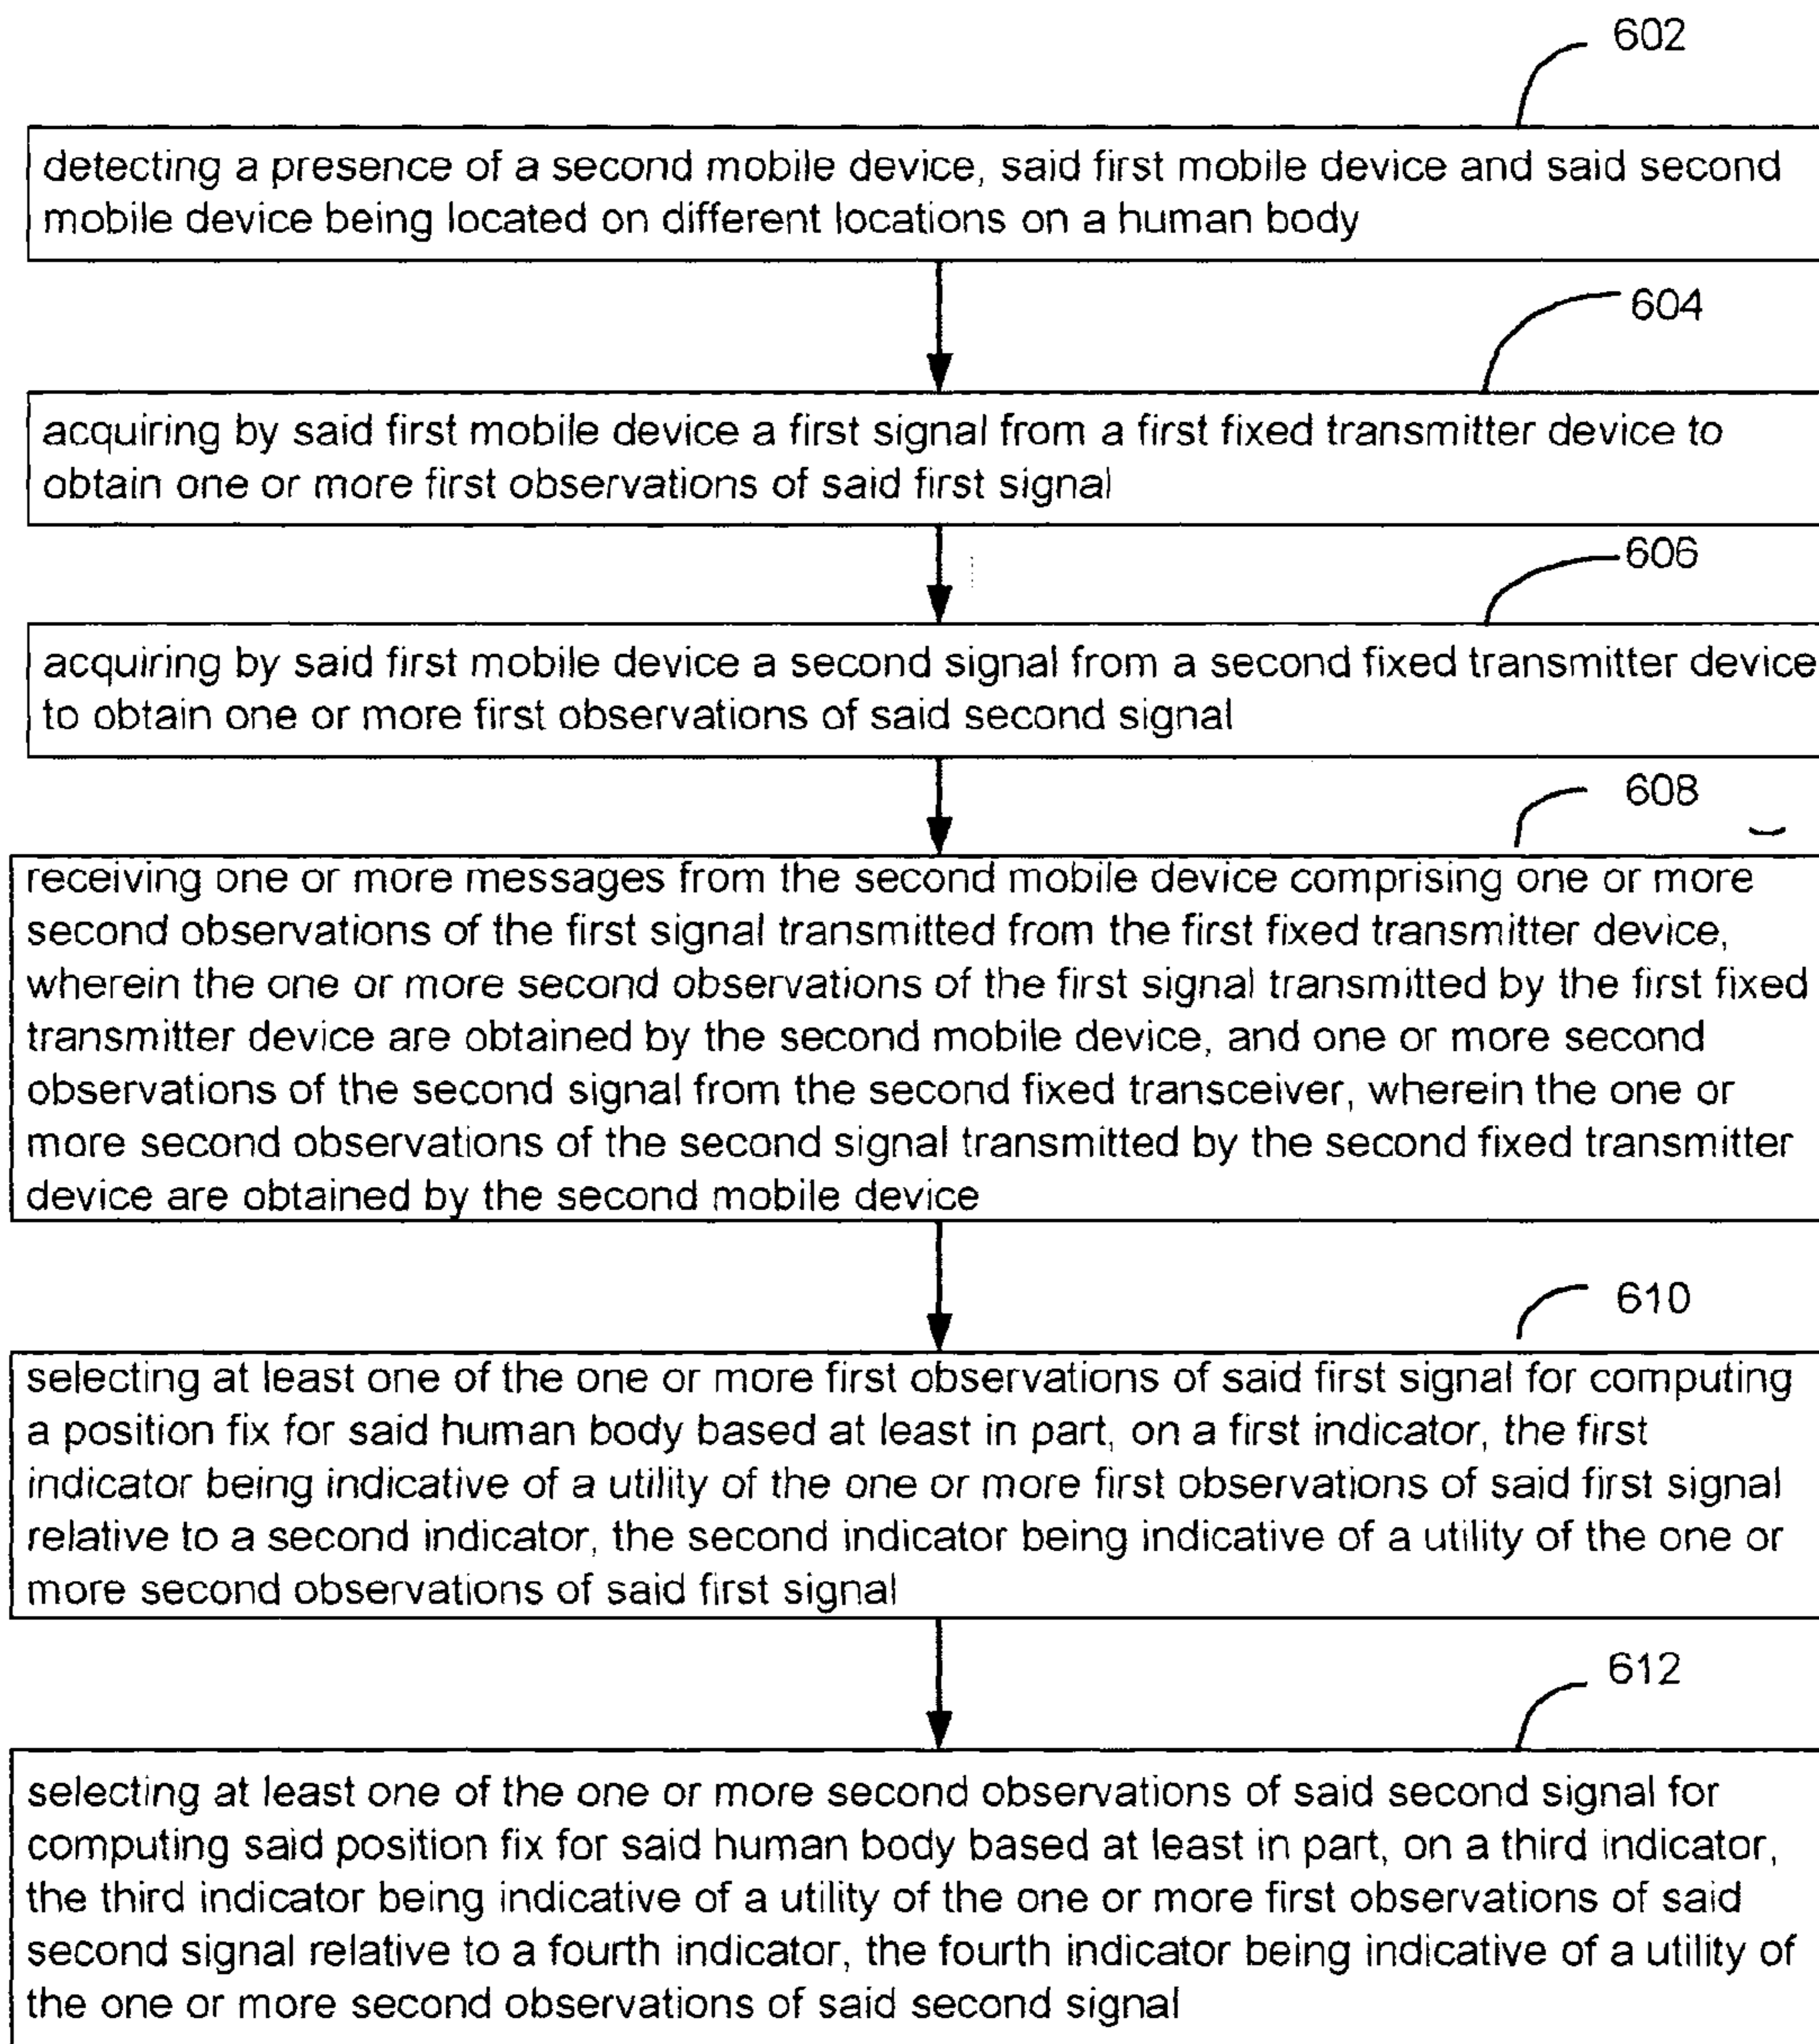 602
detecting a presence of a second mobile device, said first mobile device and said second
mobile device being located on different locations on a human body
604
acquiring by said first mobile device a first signal from a first fixed transmitter device to
obtain one or more first observations of said first signal
606
acquiring by said first mobile device a second signal from a second fixed transmitter device
to obtain one or more first observations of said second signal
608
receiving one or more messages from the second mobile device comprising one or more
second observations of the first signal transmitted from the first fixed transmitter device,
wherein the one or more second observations of the first signal transmitted by the first fixed
transmitter device are obtained by the second mobile device, and one or more second
observations of the second signal from the second fixed transceiver, wherein the one or
more second observations of the second signal transmitted by the second fixed transmitter
device are obtained by the second mobile device
610
selecting at least one of the one or more first observations of said first signal for computing
a position fix for said human body based at least in part, on a first indicator, the first
indicator being indicative of a utility of the one or more first observations of said first signal
relative to a second indicator, the second indicator being indicative of a utility of the one or
more second observations of said first signal
612
selecting at least one of the one or more second observations of said second signal for
computing said position fix for said human body based at least in part, on a third indicator,
the third indicator being indicative of a utility of the one or more first observations of said
second signal relative to a fourth indicator, the fourth indicator being indicative of a utility of
the one or more second observations of said second signal